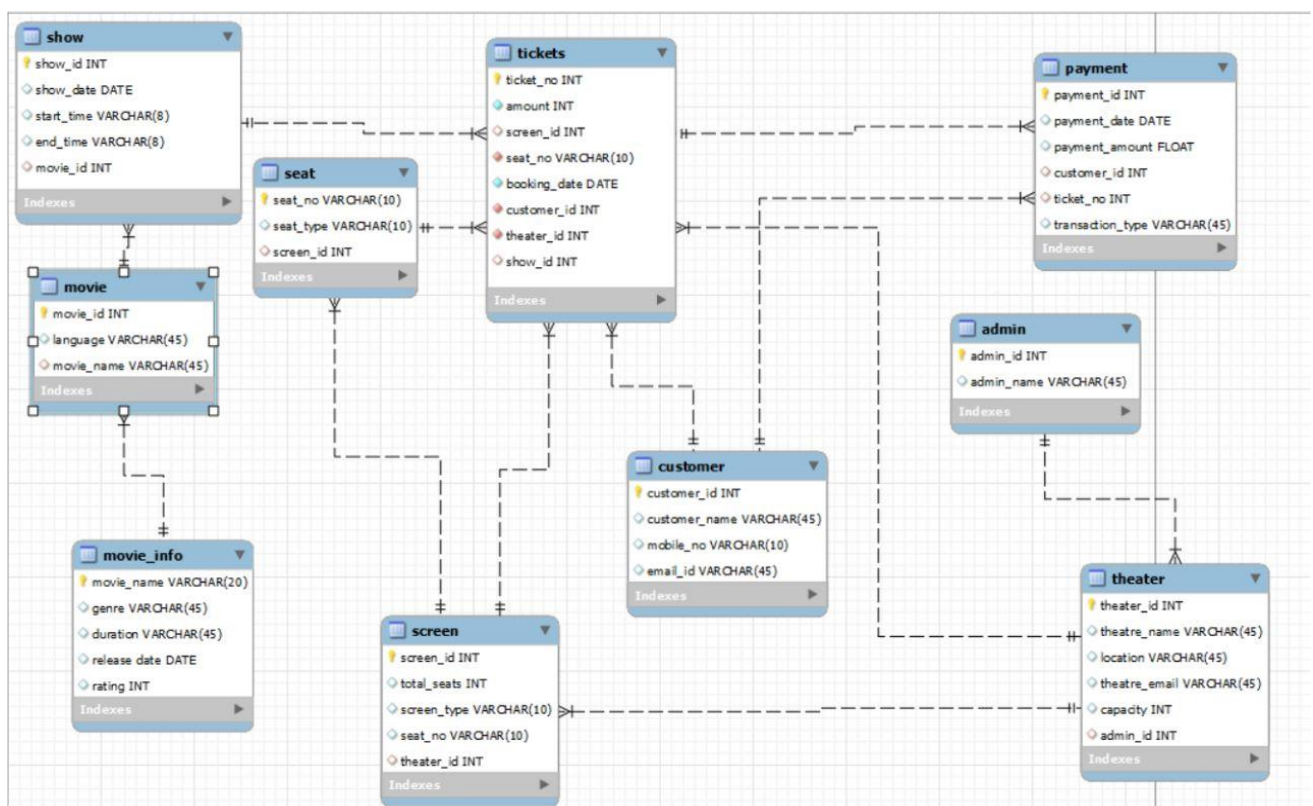 show
show_id INT
show_date DATE
start_time VARCHAR(8)
end_time VARCHAR(8)
movie_id INT
Indexes
seat
seat_no VARCHAR(10)
seat_type VARCHAR(10)
screen_id INT
Indexes
tickets
ticket_no INT
amount INT
screen_id INT
seat_no VARCHAR(10)
booking_date DATE
customer_id INT
theater_id INT
show_id INT
Indexes
payment
payment_id INT
payment_date DATE
payment_amount FLOAT
customer_id INT
ticket_no INT
transaction_type VARCHAR(45)
Indexes
movie
movie_id INT
language VARCHAR(45)
movie_name VARCHAR(45)
Indexes
admin
admin_id INT
admin_name VARCHAR(45)
Indexes
customer
customer_id INT
customer_name VARCHAR(45)
mobile_no VARCHAR(10)
email_id VARCHAR(45)
Indexes
movie_info
movie_name VARCHAR(20)
genre VARCHAR(45)
duration VARCHAR(45)
release date DATE
rating INT
Indexes
screen
screen_id INT
total_seats INT
screen_type VARCHAR(10)
seat_no VARCHAR(10)
theater_id INT
Indexes
theater
theater_id INT
theatre_name VARCHAR(45)
location VARCHAR(45)
theatre_email VARCHAR(45)
capacity INT
admin_id INT
Indexes